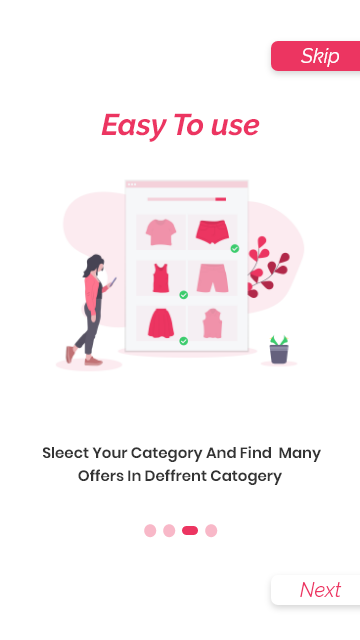 Skip
Easy To use
Sleect Your Category And Find  Many
Offers In Deffrent Catogery
Next